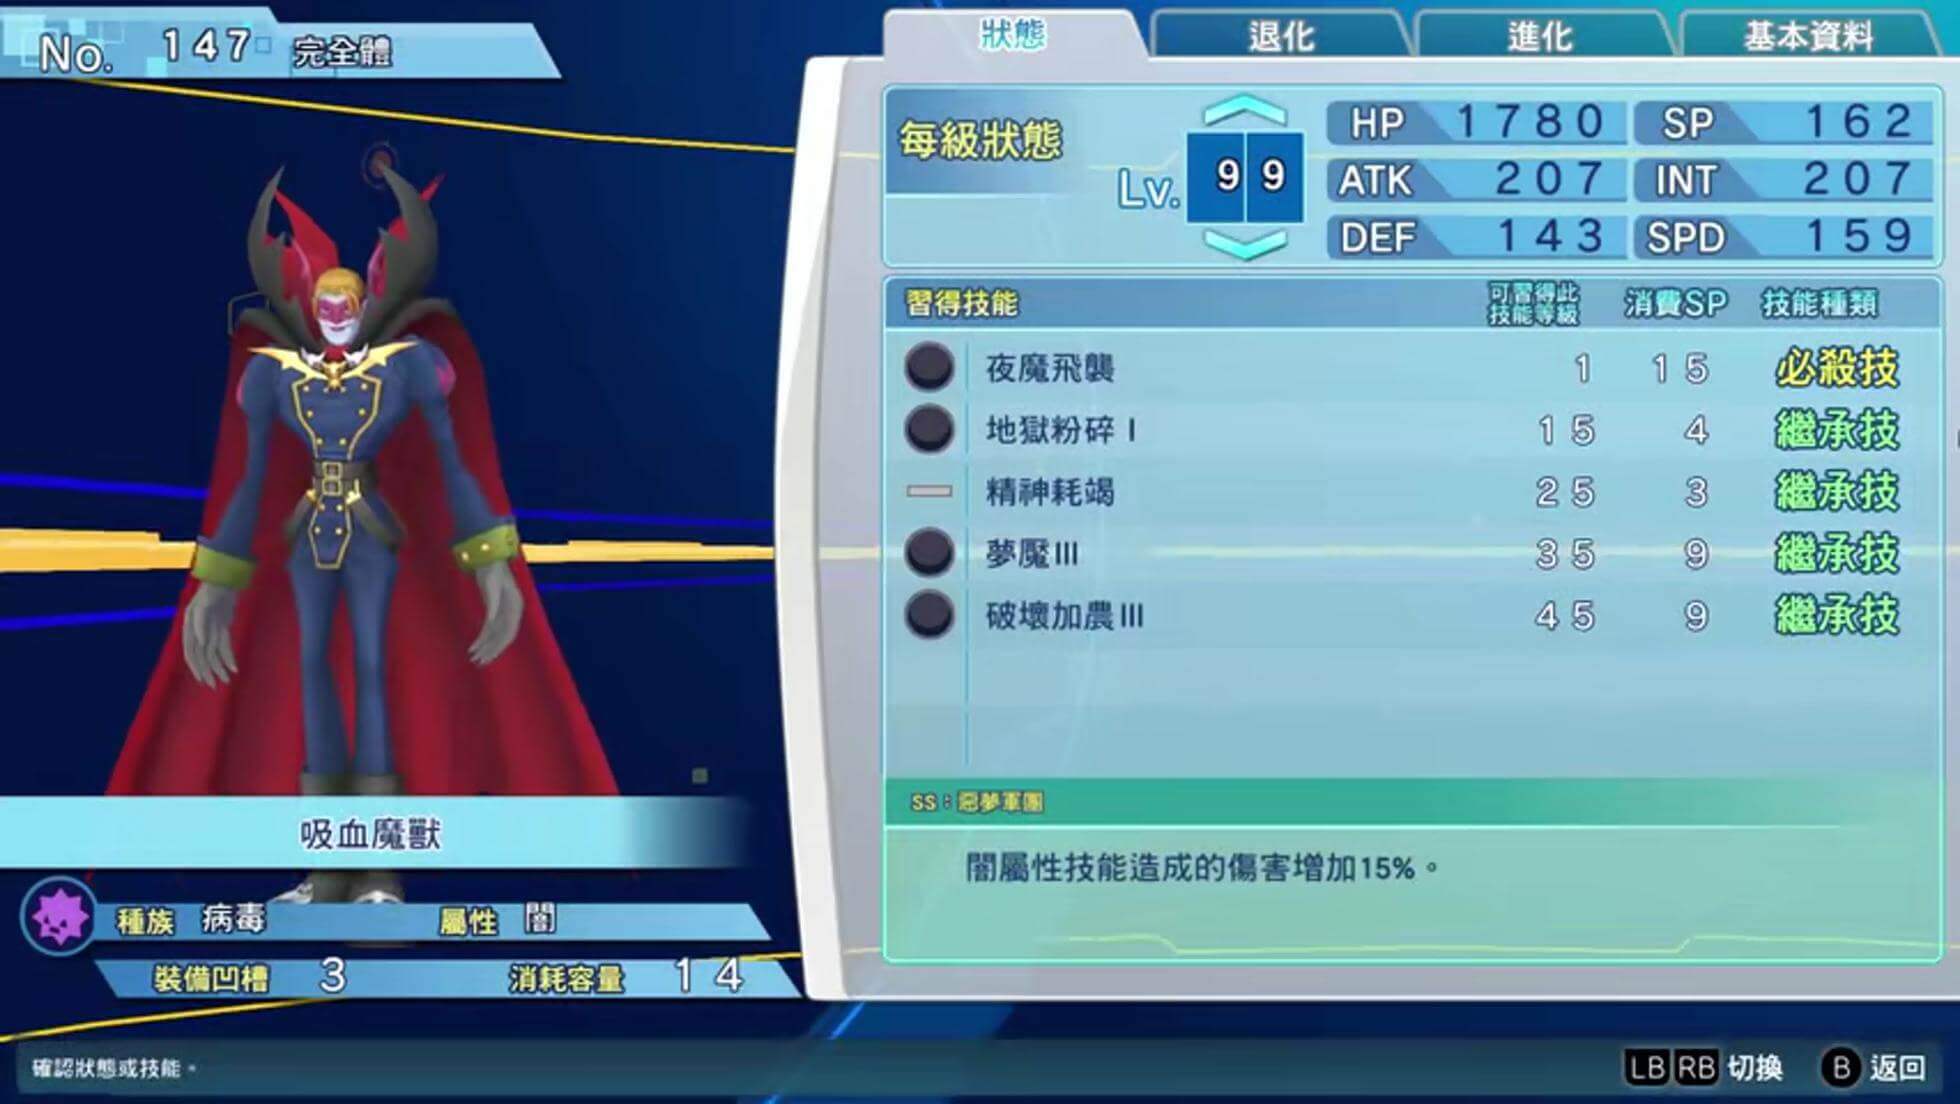 No. 147 完全體
狀態 退化 進化 基本資料
每級狀態
Lv. 99
HP 1780 SP 162
ATK 207 INT 207
DEF 143 SPD 159
習得技能 可習得此技能等級 消費SP 技能種類
夜魔飛襲 1 15 必殺技
地獄粉碎 I 15 4 繼承技
精神耗竭 25 3 繼承技
夢魘III 35 9 繼承技
破壞加農III 45 9 繼承技
SS：惡夢軍團
闇屬性技能造成的傷害增加15%。
吸血魔獸
種族 病毒 屬性 闇
裝備凹槽 3 消耗容量 14
確認狀態或技能。
LB RB 切換 B 返回